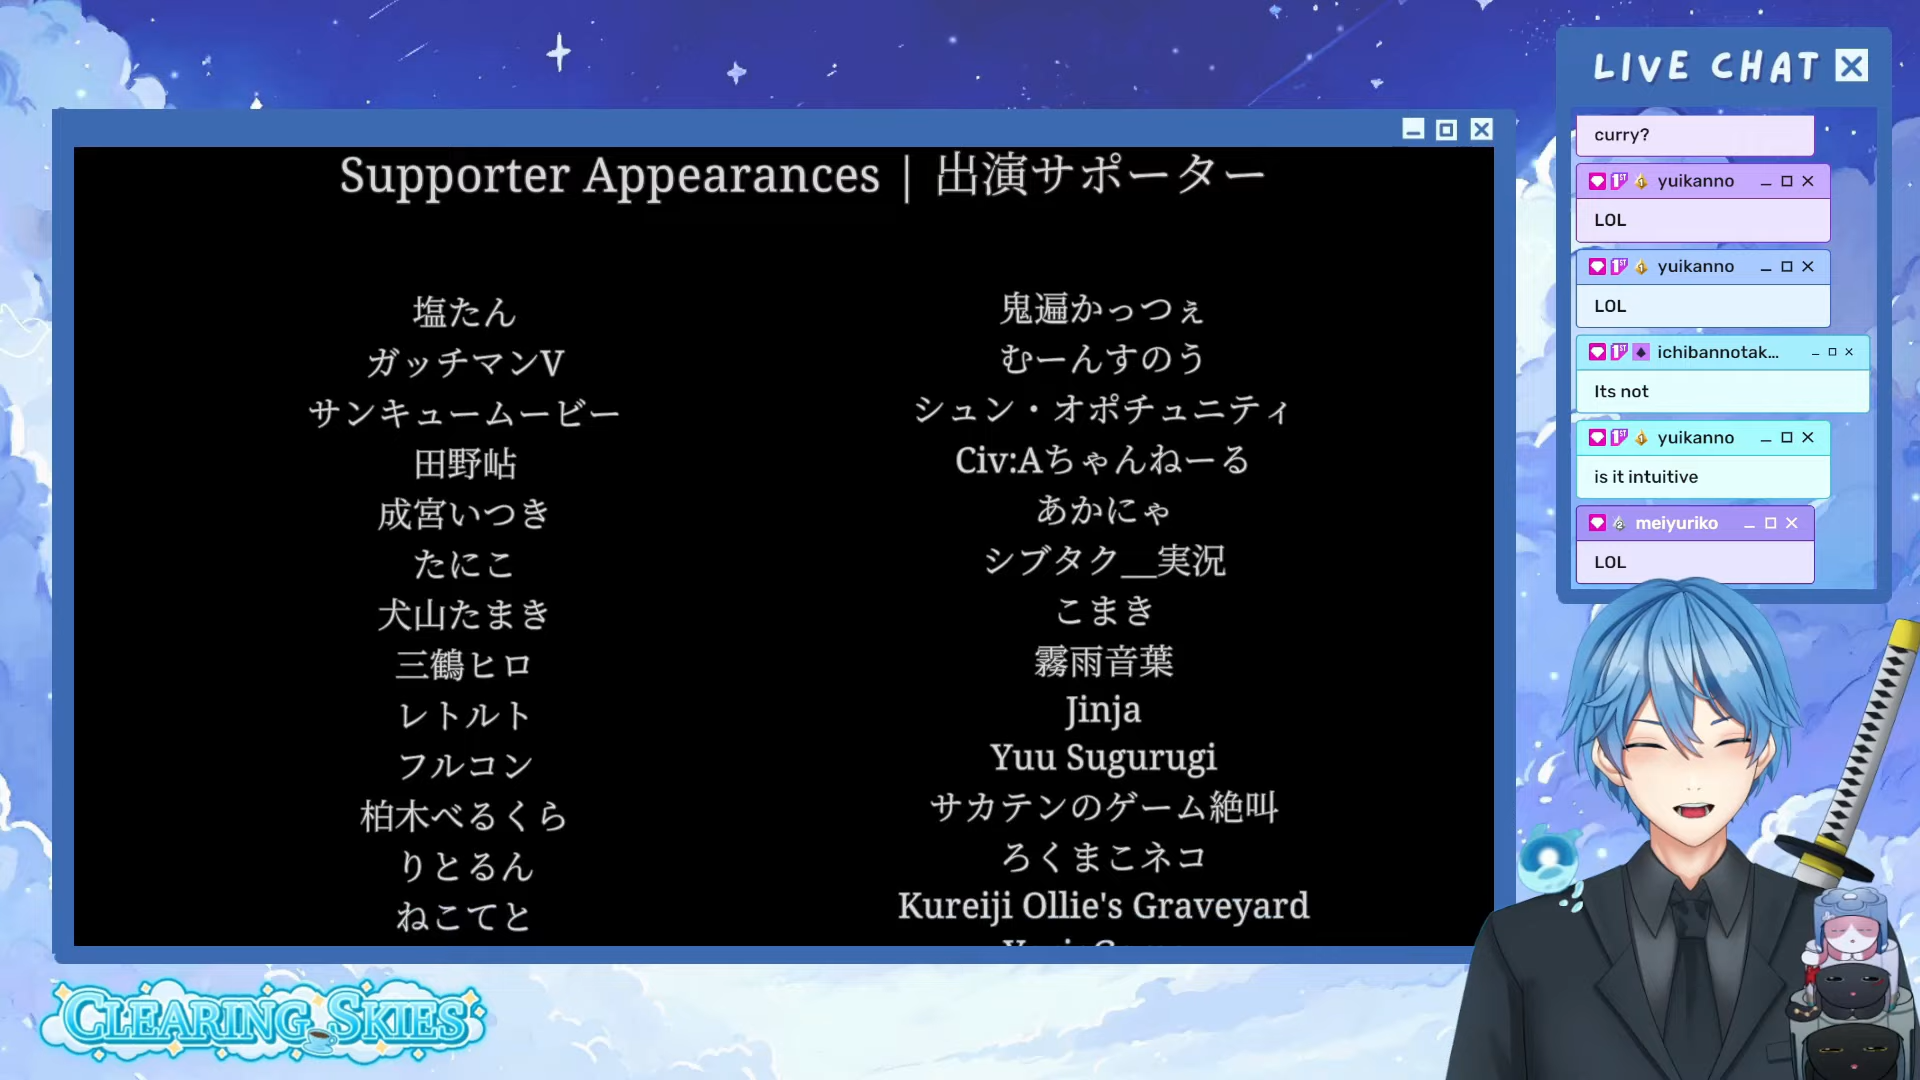 LIVE CHAT
Supporter Appearances | 出演サポーター
塩たん
ガッチマンV
サンキュームービー
田野岾
成宮いつき
たにこ
犬山たまき
三鶴ヒロ
レトルト
フルコン
柏木べるくら
りとるん
ねこてと
鬼遍かっつぇ
むーんすのう
シュン・オポチュニティ
Civ:Aちゃんねーる
あかにゃ
シブタク__実況
こまき
霧雨音葉
Jinja
Yuu Sugurugi
サカテンのゲーム絶叫
ろくまこネコ
Kureiji Ollie's Graveyard
curry?
yuikanno
LOL
yuikanno
LOL
ichibannotak...
Its not
yuikanno
is it intuitive
meiyuriko
LOL
CLEARING SKIES